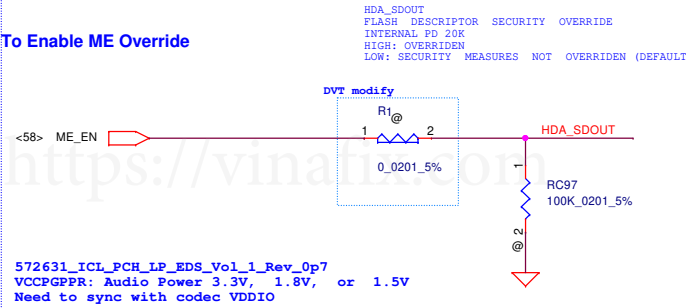 HDA_SDOUT
FLASH DESCRIPTOR SECURITY OVERRIDE
INTERNAL PD 20K
HIGH: OVERRIDEN
LOW: SECURITY MEASURES NOT OVERRIDEN (DEFAULT
To Enable ME Override
DVT modify
R1
@
<58> ME_EN
1
2
HDA_SDOUT
0_0201_5%
https://vinafix.com
1
RC97
100K_0201_5%
2
@
572631_ICL_PCH_LP_EDS_Vol_1_Rev_0p7
VCCPGPPR: Audio Power 3.3V, 1.8V, or 1.5V
Need to sync with codec VDDIO